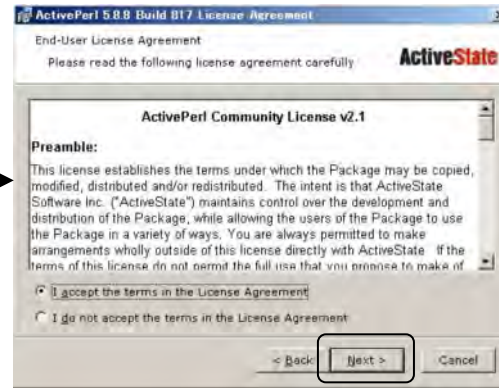 ActivePerl 5.8.8 Build 817 License Agreement
End-User License Agreement
Please read the following license agreement carefully
ActiveState
ActivePerl Community License v2.1
Preamble:
This license establishes the terms under which the Package may be copied,
modified, distributed and/or redistributed. The intent is that ActiveState
Software Inc. ("ActiveState") maintains control over the development and
distribution of the Package, while allowing the users of the Package to use
the Package in a variety of ways. You are always permitted to make
arrangements wholly outside of this license directly with ActiveState. If the
terms of this license do not permit the full use that you propose to make of
I accept the terms in the License Agreement
I do not accept the terms in the License Agreement
< Back
Next >
Cancel